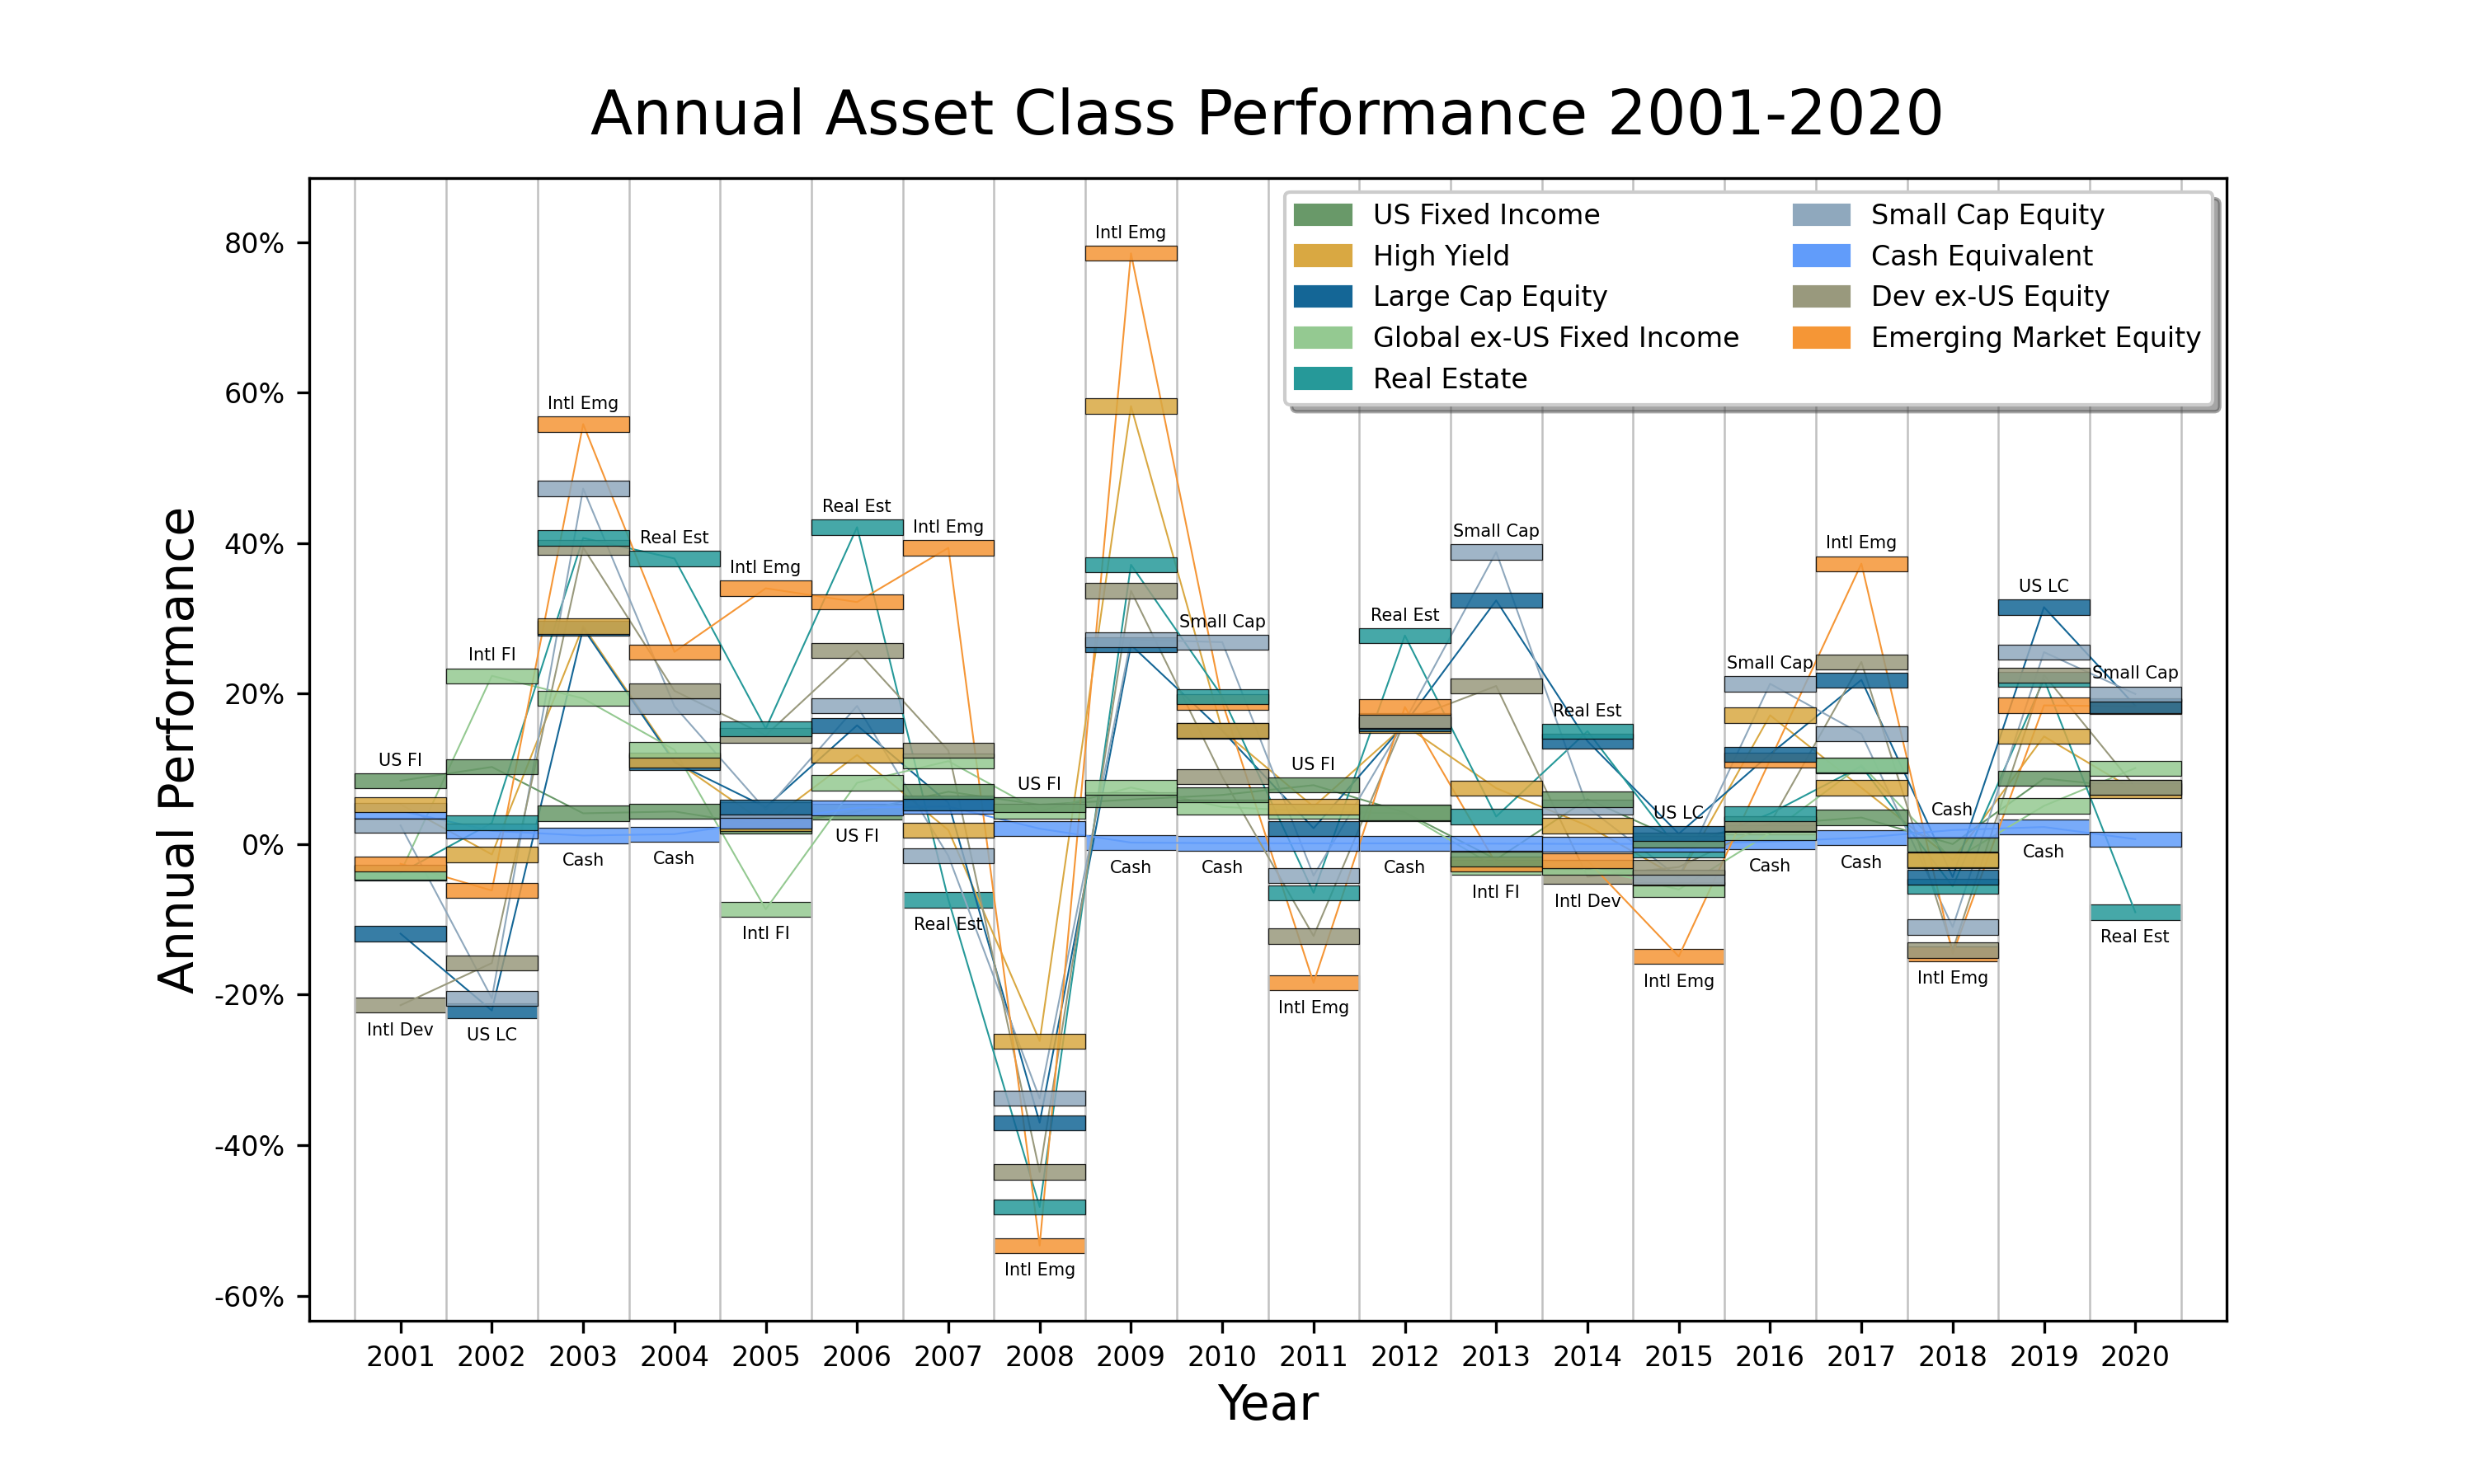 Annual Asset Class Performance 2001-2020
US Fixed Income
High Yield
Large Cap Equity
Global ex-US Fixed Income
Real Estate
Small Cap Equity
Cash Equivalent
Dev ex-US Equity
Emerging Market Equity
Annual Performance
80%
60%
40%
20%
0%
-20%
-40%
-60%
US FI
Intl Dev
Intl FI
US LC
Intl Emg
Cash
Real Est
Cash
Intl Emg
Intl FI
Real Est
US FI
Intl Emg
Real Est
US FI
Intl Emg
Intl Emg
Cash
Small Cap
Cash
US FI
Intl Emg
Real Est
Cash
Small Cap
Intl FI
Real Est
Intl Dev
US LC
Intl Emg
Small Cap
Cash
Intl Emg
Cash
Cash
Intl Emg
US LC
Cash
Small Cap
Real Est
2001 2002 2003 2004 2005 2006 2007 2008 2009 2010 2011 2012 2013 2014 2015 2016 2017 2018 2019 2020
Year